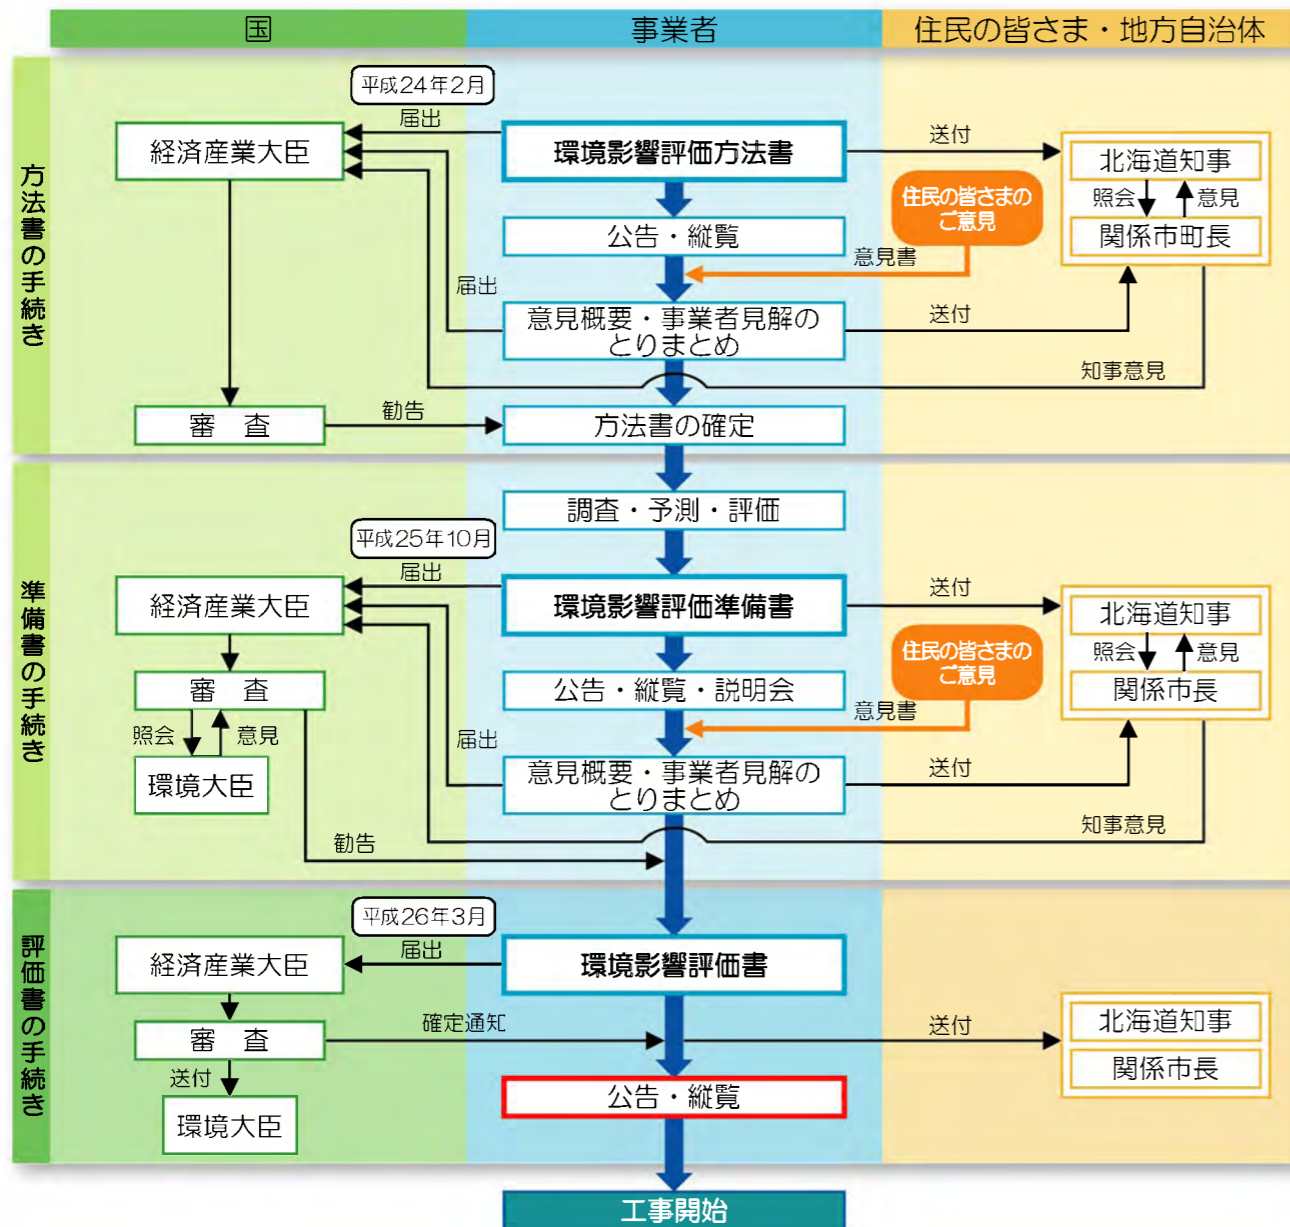 国
事業者
住民の皆さま・地方自治体
方法書の手続き
平成24年2月
届出
経済産業大臣
環境影響評価方法書
送付
北海道知事
照会
意見
関係市町長
住民の皆さまの
ご意見
公告・縦覧
意見書
届出
意見概要・事業者見解の
とりまとめ
送付
知事意見
審　査
勧告
方法書の確定
準備書の手続き
調査・予測・評価
平成25年10月
届出
経済産業大臣
環境影響評価準備書
送付
北海道知事
照会
意見
関係市長
住民の皆さまの
ご意見
審　査
公告・縦覧・説明会
意見書
照会
意見
届出
環境大臣
意見概要・事業者見解の
とりまとめ
送付
勧告
知事意見
評価書の手続き
平成26年3月
届出
経済産業大臣
環境影響評価書
審　査
確定通知
送付
北海道知事
関係市長
送付
環境大臣
公告・縦覧
工事開始